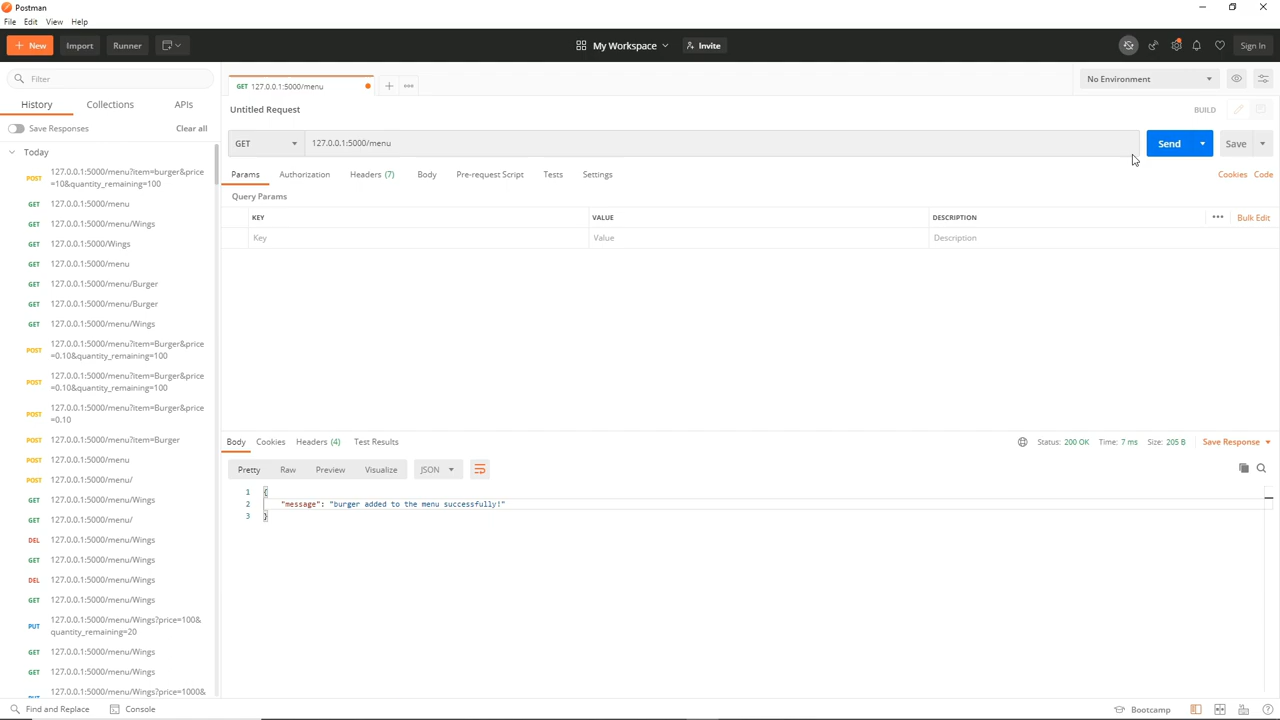 Postman
File Edit View Help
New Import Runner My Workspace Invite Sign In
Filter
History Collections APIs
Save Responses Clear all
Today
POST 127.0.0.1:5000/menu?item=burger&price
=10&quantity_remaining=100
GET 127.0.0.1:5000/menu
GET 127.0.0.1:5000/menu/Wings
GET 127.0.0.1:5000/Wings
GET 127.0.0.1:5000/menu
GET 127.0.0.1:5000/menu/Burger
GET 127.0.0.1:5000/menu/Burger
GET 127.0.0.1:5000/menu/Wings
POST 127.0.0.1:5000/menu?item=Burger&price
=0.10&quantity_remaining=100
POST 127.0.0.1:5000/menu?item=Burger&price
=0.10&quantity_remaining=100
POST 127.0.0.1:5000/menu?item=Burger&price
=0.10
POST 127.0.0.1:5000/menu?item=Burger
POST 127.0.0.1:5000/menu
POST 127.0.0.1:5000/menu/
GET 127.0.0.1:5000/menu/Wings
GET 127.0.0.1:5000/menu/
DEL 127.0.0.1:5000/menu/Wings
GET 127.0.0.1:5000/menu/Wings
DEL 127.0.0.1:5000/menu/Wings
GET 127.0.0.1:5000/menu/Wings
PUT 127.0.0.1:5000/menu/Wings?price=100&
quantity_remaining=20
GET 127.0.0.1:5000/menu/Wings
GET 127.0.0.1:5000/menu/Wings
PUT 127.0.0.1:5000/menu/Wings?price=1000&
GET 127.0.0.1:5000/menu
No Environment
Untitled Request BUILD
GET 127.0.0.1:5000/menu Send Save
Params Authorization Headers (7) Body Pre-request Script Tests Settings Cookies Code
Query Params
KEY VALUE DESCRIPTION Bulk Edit
Key Value Description
Body Cookies Headers (4) Test Results Status: 200 OK Time: 7 ms Size: 205 B Save Response
Pretty Raw Preview Visualize JSON
1 {
2 "message": "burger added to the menu successfully!"
3 }
Find and Replace Console Bootcamp